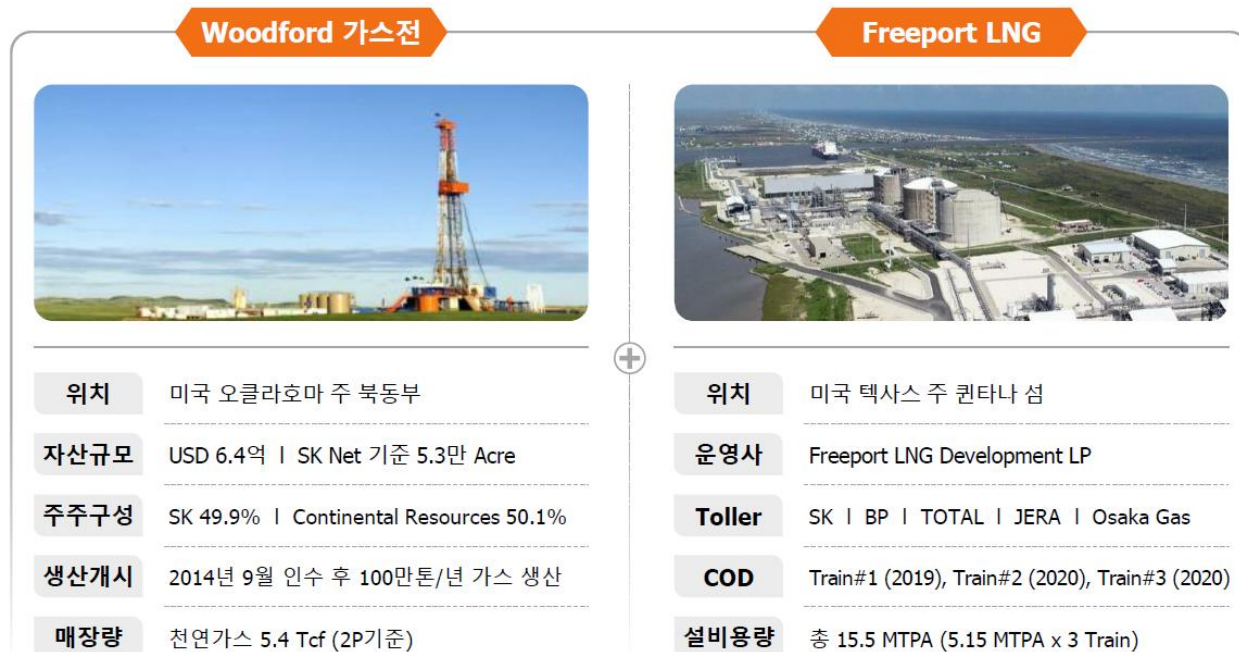 Woodford 가스전
위치 미국 오클라호마 주 북동부
자산규모 USD 6.4억 l SK Net 기준 5.3만 Acre
주주구성 SK 49.9% l Continental Resources 50.1%
생산개시 2014년 9월 인수 후 100만톤/년 가스 생산
매장량 천연가스 5.4 Tcf (2P기준)
Freeport LNG
위치 미국 텍사스 주 퀸타나 섬
운영사 Freeport LNG Development LP
Toller SK l BP l TOTAL l JERA l Osaka Gas
COD Train#1 (2019), Train#2 (2020), Train#3 (2020)
설비용량 총 15.5 MTPA (5.15 MTPA x 3 Train)